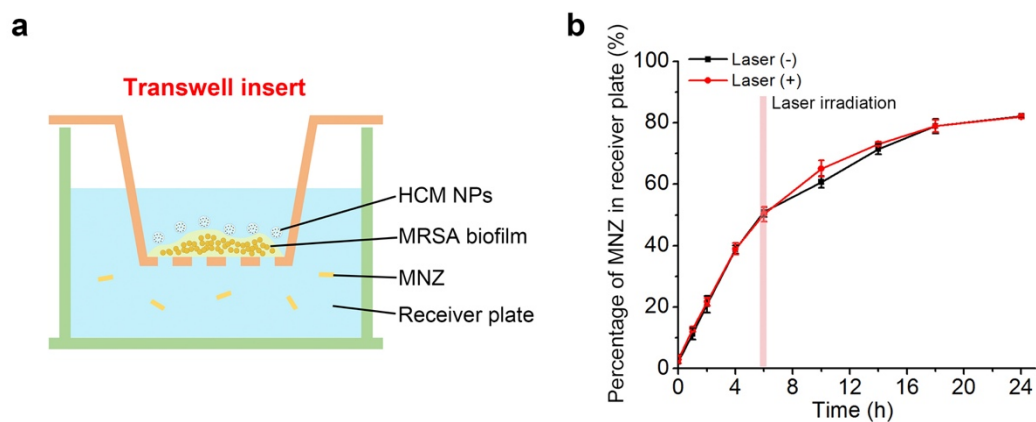 a
Transwell insert
HCM NPs
MRSA biofilm
MNZ
Receiver plate
b
Percentage of MNZ in receiver plate (%)
100
80
60
40
20
0
Laser (-)
Laser (+)
Laser irradiation
0 4 8 12 16 20 24
Time (h)